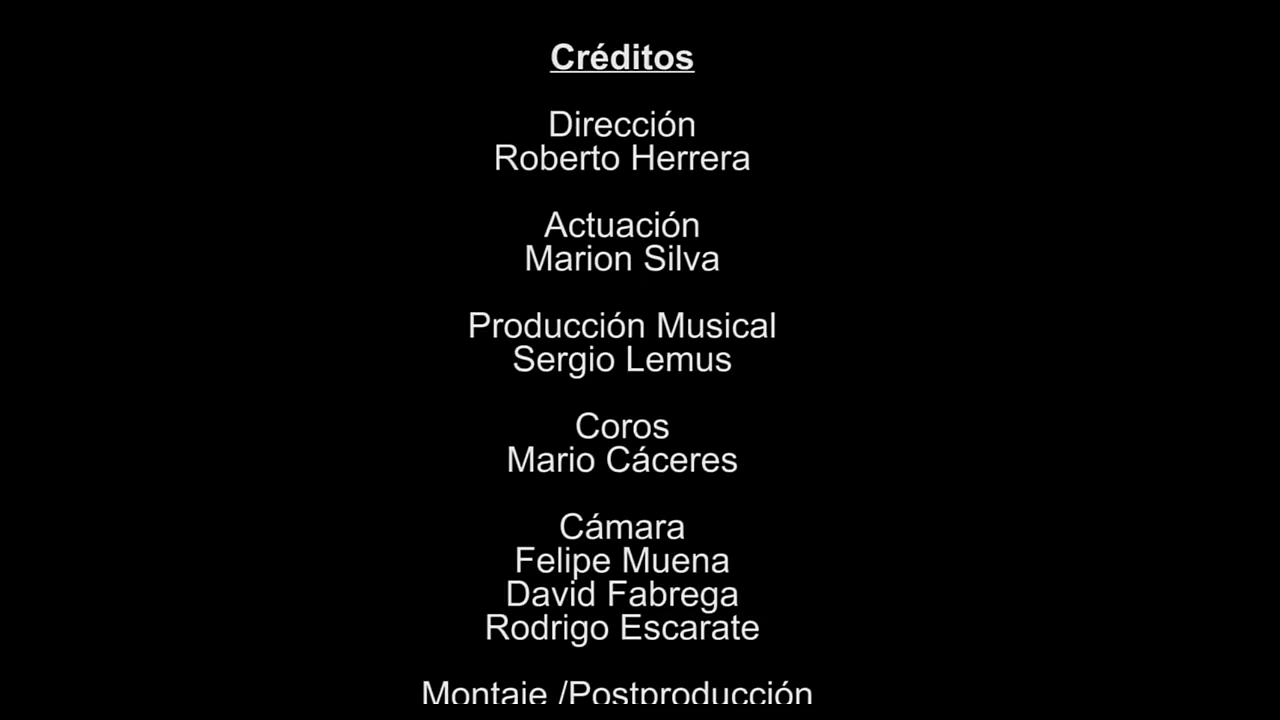 Créditos
Dirección
Roberto Herrera
Actuación
Marion Silva
Producción Musical
Sergio Lemus
Coros
Mario Cáceres
Cámara
Felipe Muena
David Fabrega
Rodrigo Escarate
Montaje /Postproducción